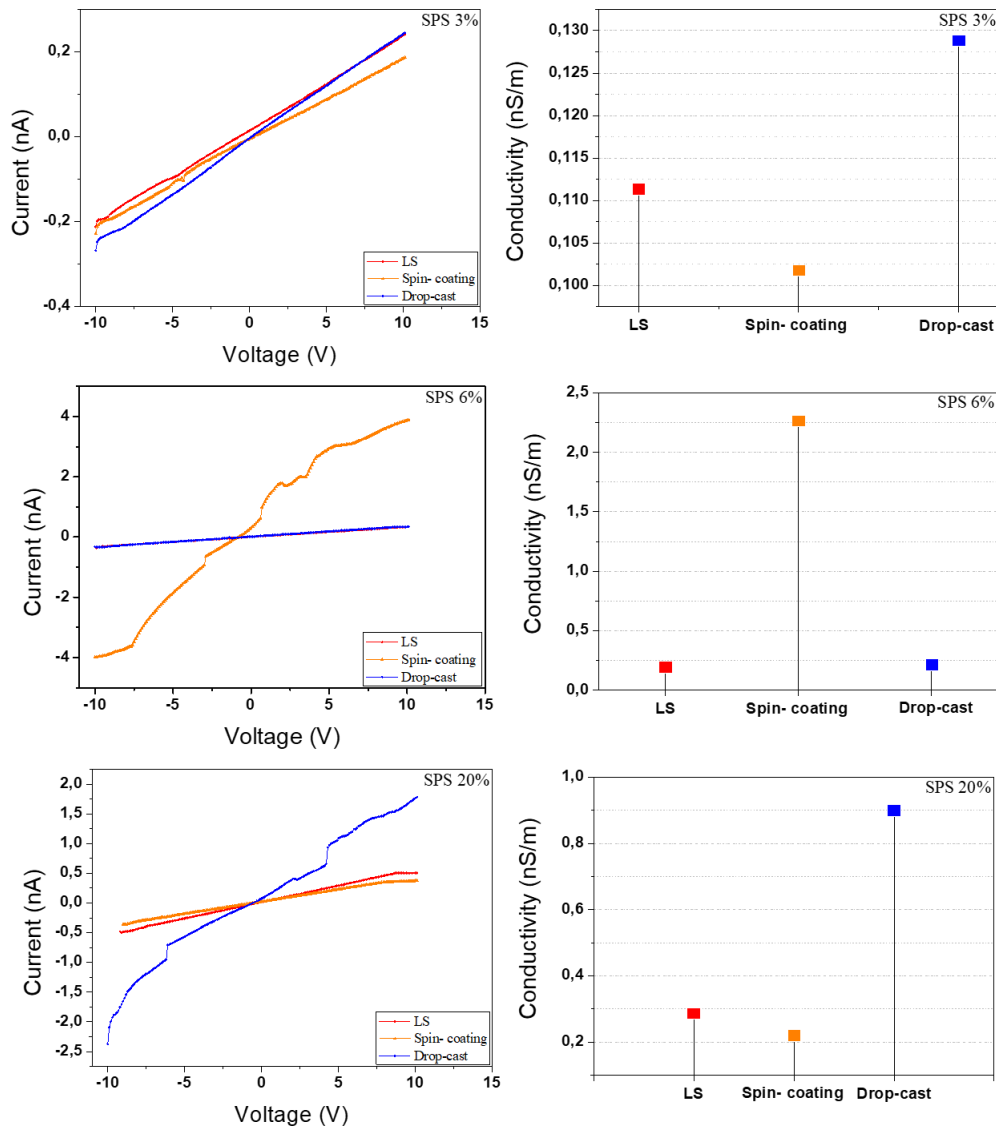 SPS 3%
0,2
0,0
-0,2
-0,4
Current (nA)
LS
Spin- coating
Drop-cast
-10
-5
0
5
10
15
Voltage (V)
SPS 3%
0,130
0,125
0,120
0,115
0,110
0,105
0,100
Conductivity (nS/m)
LS
Spin- coating
Drop-cast
SPS 6%
4
2
0
-2
-4
Current (nA)
LS
Spin- coating
Drop-cast
-10
-5
0
5
10
15
Voltage (V)
SPS 6%
2,5
2,0
1,5
1,0
0,5
0,0
Conductivity (nS/m)
LS
Spin- coating
Drop-cast
SPS 20%
2,0
1,5
1,0
0,5
0,0
-0,5
-1,0
-1,5
-2,0
-2,5
Current (nA)
LS
Spin- coating
Drop-cast
-10
-5
0
5
10
15
Voltage (V)
SPS 20%
1,0
0,8
0,6
0,4
0,2
Conductivity (nS/m)
LS
Spin- coating
Drop-cast